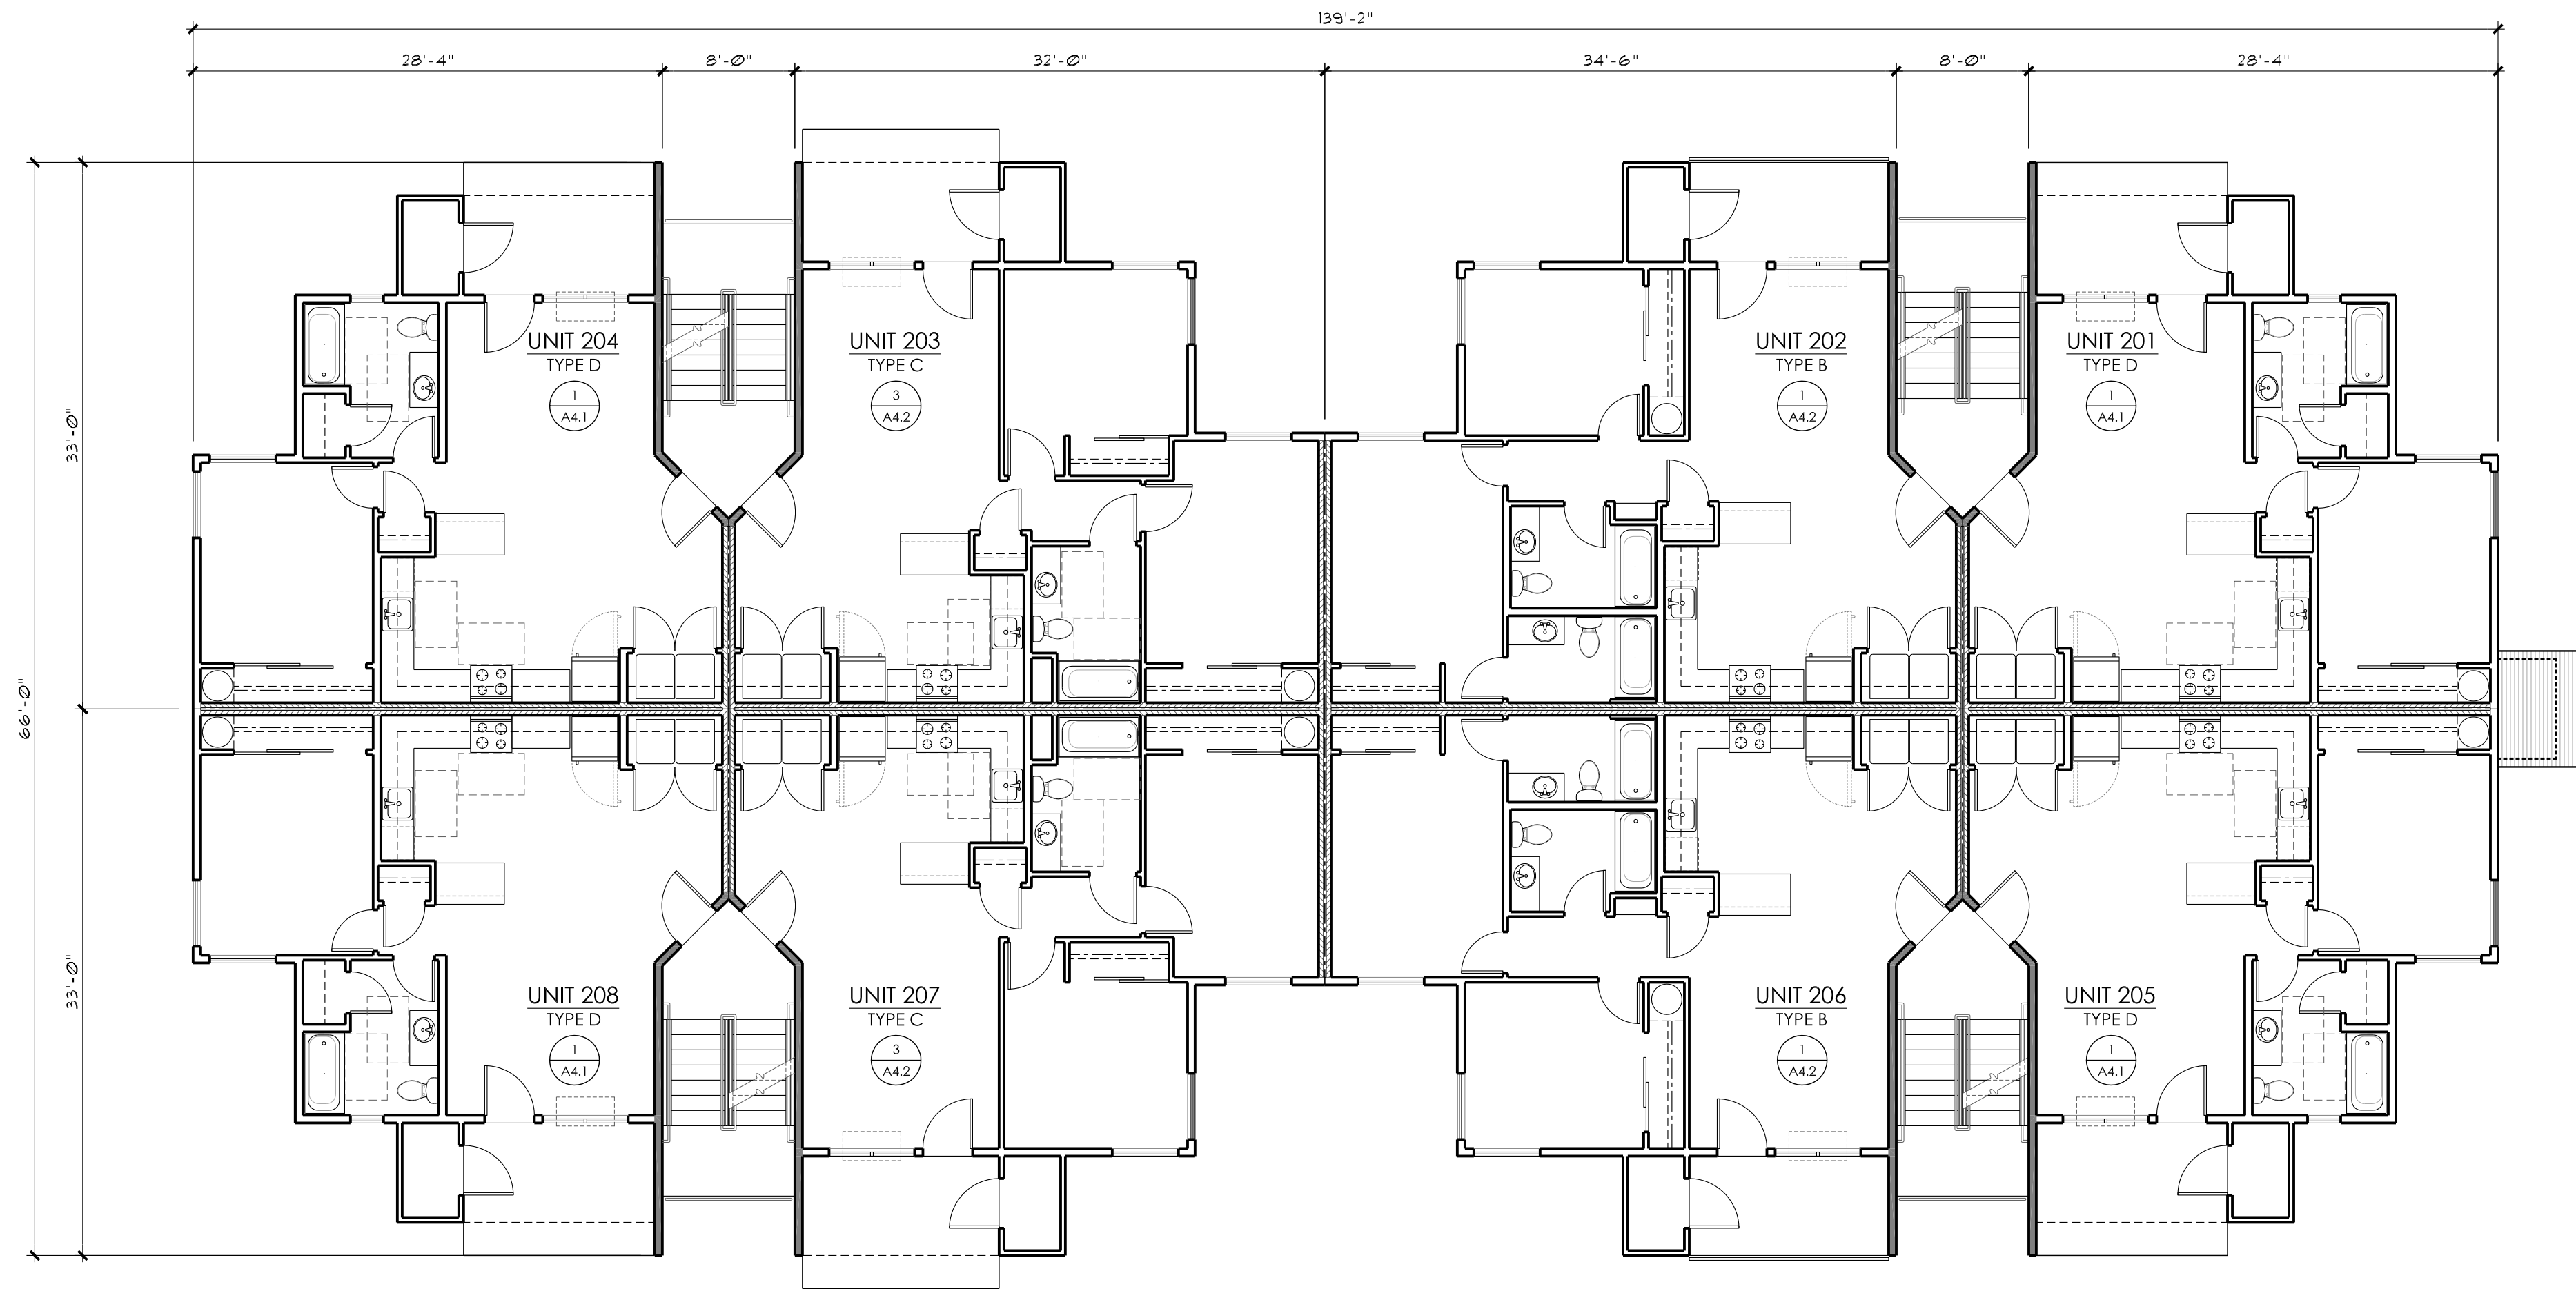 139'-2"
28'-4" 8'-0" 32'-0" 34'-6" 8'-0" 28'-4"
UNIT 204 UNIT 203 UNIT 202 UNIT 201
TYPE D TYPE C TYPE B TYPE D
1 3 1 1
A4.1 A4.2 A4.2 A4.1
33'-0"
66'-0"
33'-0"
UNIT 208 UNIT 207 UNIT 206 UNIT 205
TYPE D TYPE C TYPE B TYPE D
1 3 1 1
A4.1 A4.2 A4.2 A4.1